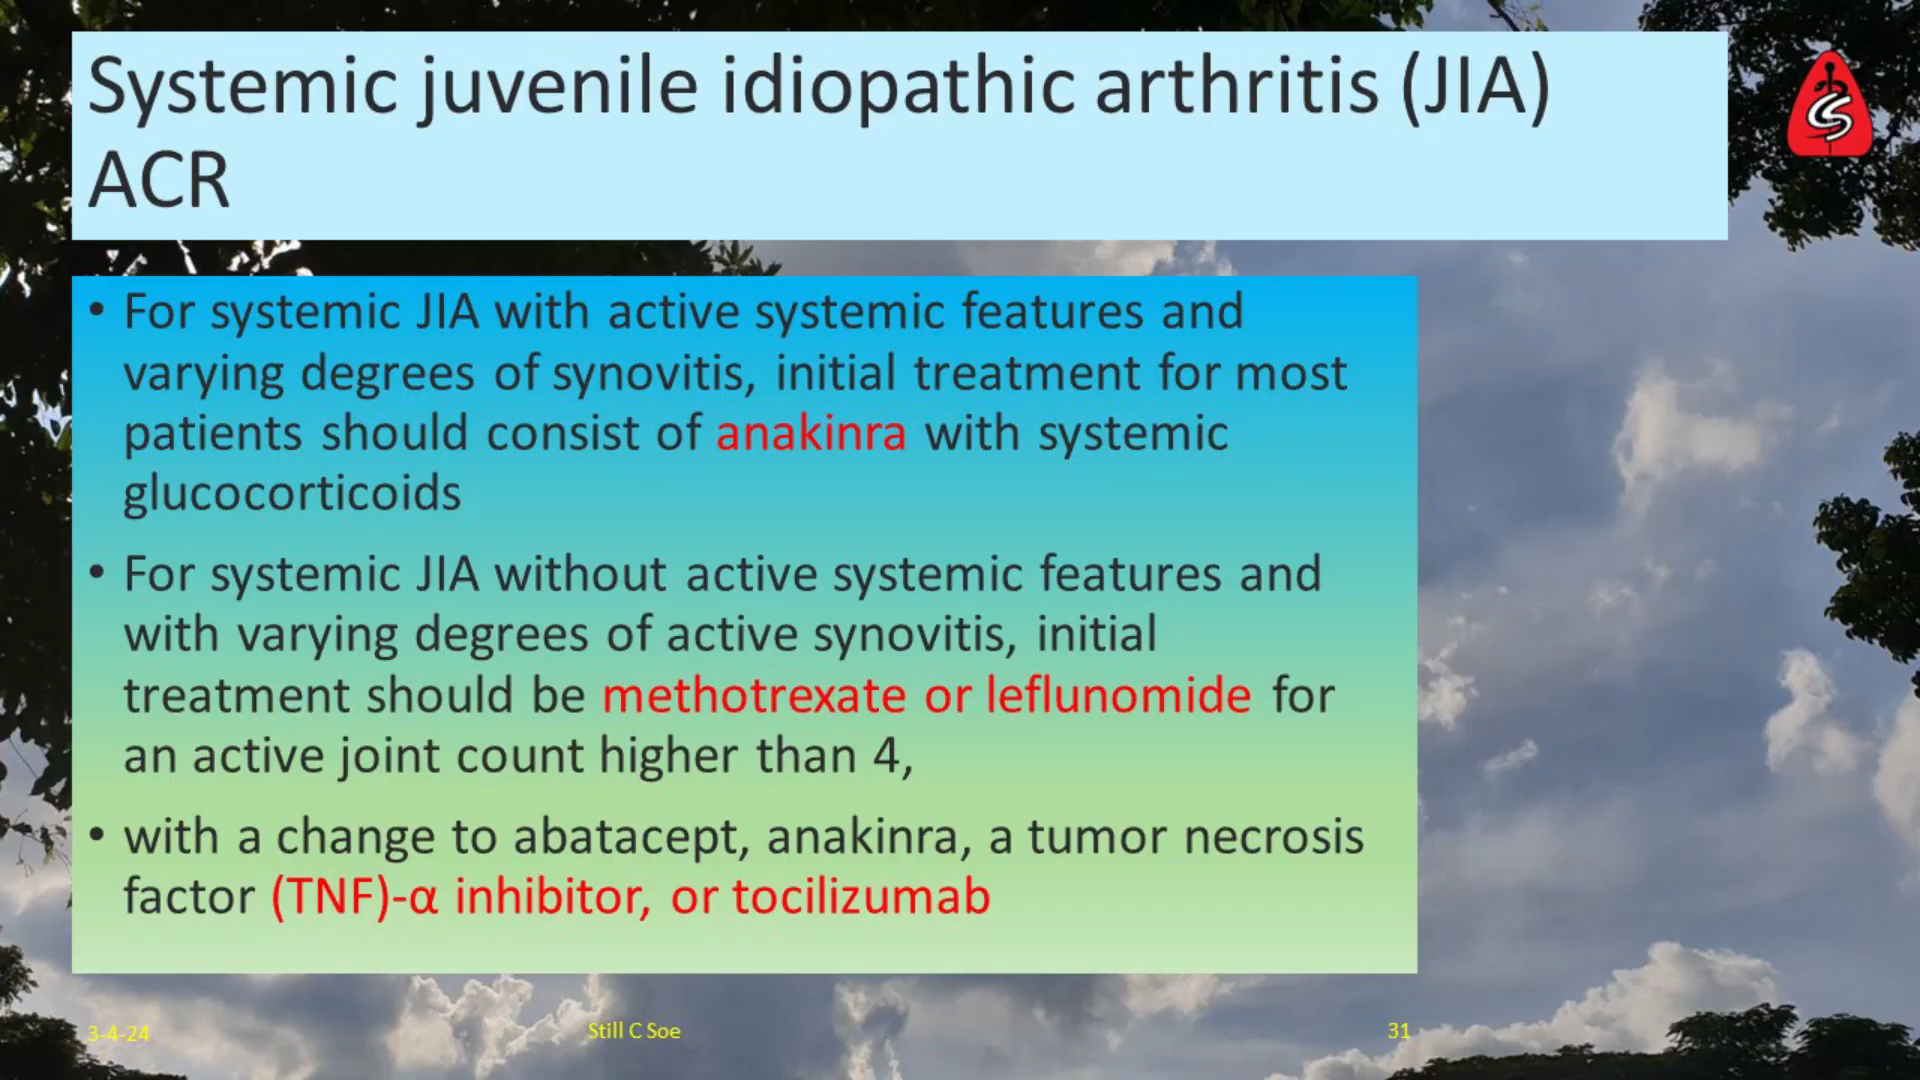 Systemic juvenile idiopathic arthritis (JIA)
ACR
• For systemic JIA with active systemic features and
varying degrees of synovitis, initial treatment for most
patients should consist of anakinra with systemic
glucocorticoids
• For systemic JIA without active systemic features and
with varying degrees of active synovitis, initial
treatment should be methotrexate or leflunomide for
an active joint count higher than 4,
• with a change to abatacept, anakinra, a tumor necrosis
factor (TNF)-α inhibitor, or tocilizumab
3-4-24
Still C Soe
31